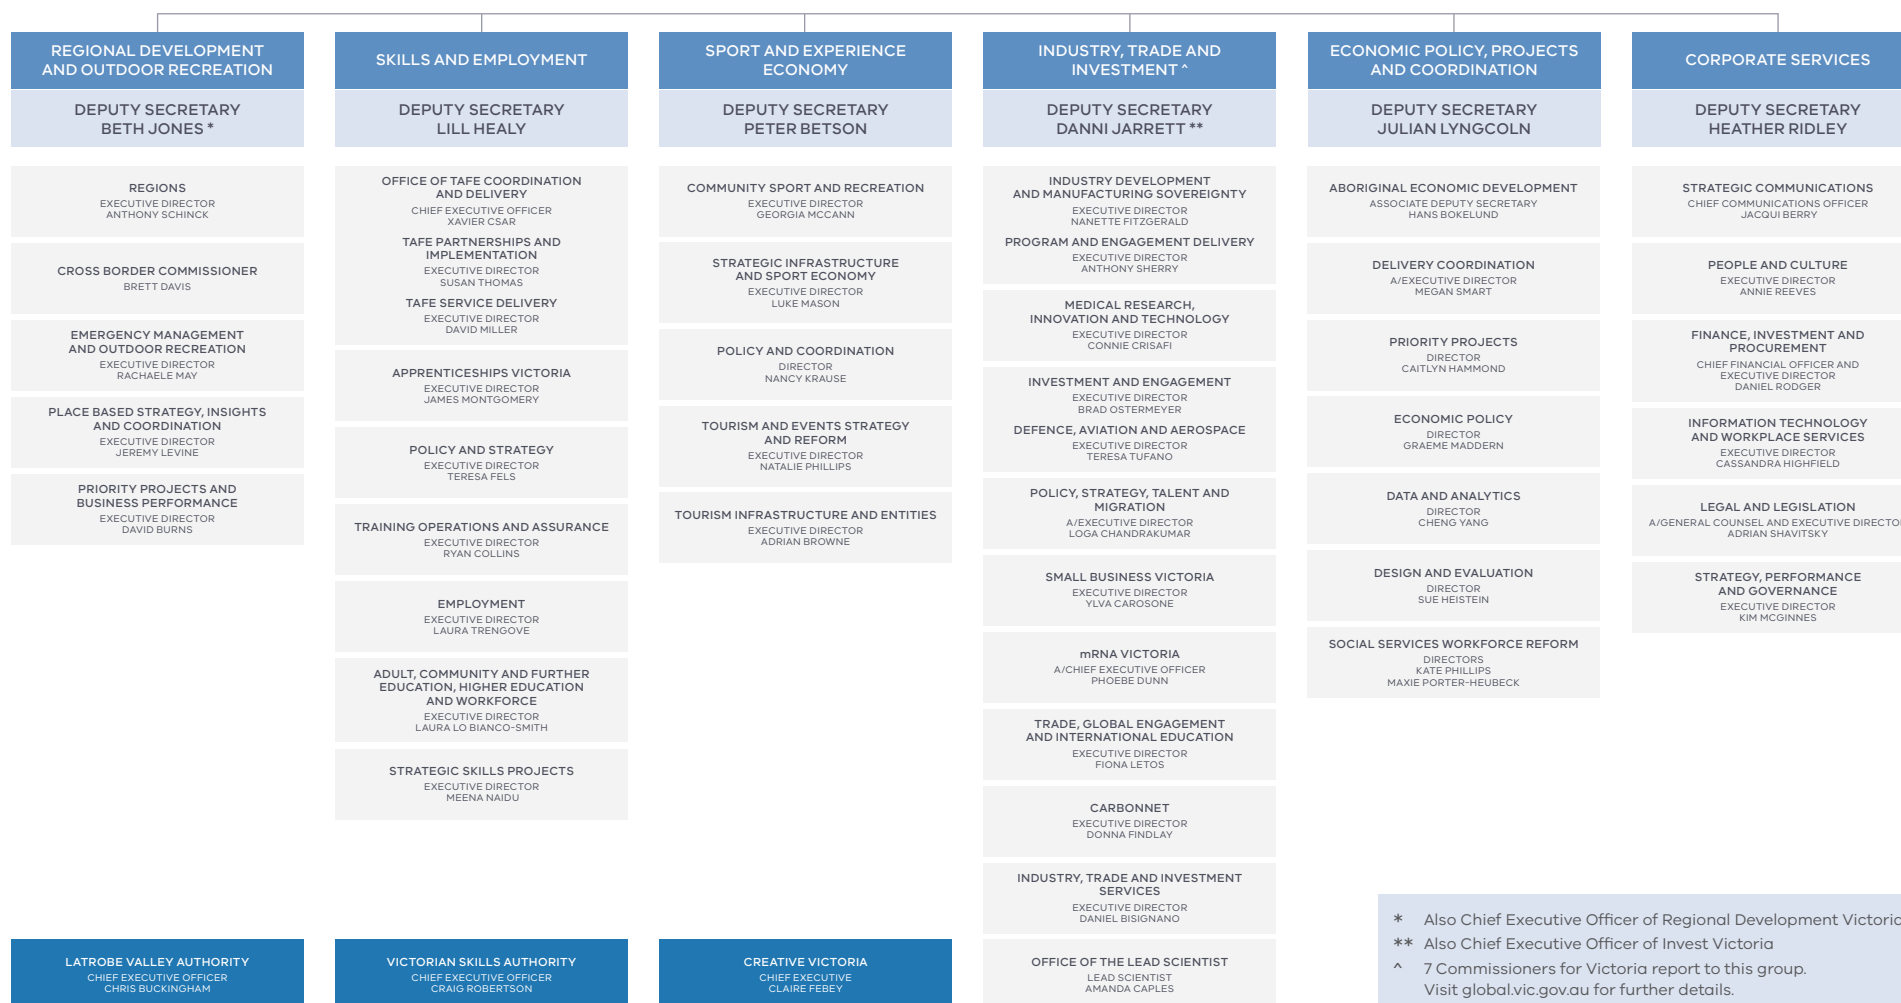 REGIONAL DEVELOPMENT
AND OUTDOOR RECREATION
DEPUTY SECRETARY
BETH JONES *
REGIONS
EXECUTIVE DIRECTOR
ANTHONY SCHINCK
CROSS BORDER COMMISSIONER
BRETT DAVIS
EMERGENCY MANAGEMENT
AND OUTDOOR RECREATION
EXECUTIVE DIRECTOR
RACHAELE MAY
PLACE BASED STRATEGY, INSIGHTS
AND COORDINATION
EXECUTIVE DIRECTOR
JEREMY LEVINE
PRIORITY PROJECTS AND
BUSINESS PERFORMANCE
EXECUTIVE DIRECTOR
DAVID BURNS
LATROBE VALLEY AUTHORITY
CHIEF EXECUTIVE OFFICER
CHRIS BUCKINGHAM
SKILLS AND EMPLOYMENT
DEPUTY SECRETARY
LILL HEALY
OFFICE OF TAFE COORDINATION
AND DELIVERY
CHIEF EXECUTIVE OFFICER
XAVIER CSAR
TAFE PARTNERSHIPS AND
IMPLEMENTATION
EXECUTIVE DIRECTOR
SUSAN THOMAS
TAFE SERVICE DELIVERY
EXECUTIVE DIRECTOR
DAVID MILLER
APPRENTICESHIPS VICTORIA
EXECUTIVE DIRECTOR
JAMES MONTGOMERY
POLICY AND STRATEGY
EXECUTIVE DIRECTOR
TERESA FELS
TRAINING OPERATIONS AND ASSURANCE
EXECUTIVE DIRECTOR
RYAN COLLINS
EMPLOYMENT
EXECUTIVE DIRECTOR
LAURA TRENGOVE
ADULT, COMMUNITY AND FURTHER
EDUCATION, HIGHER EDUCATION
AND WORKFORCE
EXECUTIVE DIRECTOR
LAURA LO BIANCO-SMITH
STRATEGIC SKILLS PROJECTS
EXECUTIVE DIRECTOR
MEENA NAIDU
VICTORIAN SKILLS AUTHORITY
CHIEF EXECUTIVE OFFICER
CRAIG ROBERTSON
SPORT AND EXPERIENCE
ECONOMY
DEPUTY SECRETARY
PETER BETSON
COMMUNITY SPORT AND RECREATION
EXECUTIVE DIRECTOR
GEORGIA MCCANN
STRATEGIC INFRASTRUCTURE
AND SPORT ECONOMY
EXECUTIVE DIRECTOR
LUKE MASON
POLICY AND COORDINATION
DIRECTOR
NANCY KRAUSE
TOURISM AND EVENTS STRATEGY
AND REFORM
EXECUTIVE DIRECTOR
NATALIE PHILLIPS
TOURISM INFRASTRUCTURE AND ENTITIES
EXECUTIVE DIRECTOR
ADRIAN BROWNE
CREATIVE VICTORIA
CHIEF EXECUTIVE
CLAIRE FEBEY
INDUSTRY, TRADE AND
INVESTMENT ^
DEPUTY SECRETARY
DANNI JARRETT **
INDUSTRY DEVELOPMENT
AND MANUFACTURING SOVEREIGNTY
EXECUTIVE DIRECTOR
NANETTE FITZGERALD
PROGRAM AND ENGAGEMENT DELIVERY
EXECUTIVE DIRECTOR
ANTHONY SHERRY
MEDICAL RESEARCH,
INNOVATION AND TECHNOLOGY
EXECUTIVE DIRECTOR
CONNIE CRISAFI
INVESTMENT AND ENGAGEMENT
EXECUTIVE DIRECTOR
BRAD OSTERMEYER
DEFENCE, AVIATION AND AEROSPACE
EXECUTIVE DIRECTOR
TERESA TUFANO
POLICY, STRATEGY, TALENT AND
MIGRATION
A/EXECUTIVE DIRECTOR
LOGA CHANDRAKUMAR
SMALL BUSINESS VICTORIA
EXECUTIVE DIRECTOR
YLVA CAROSONE
mRNA VICTORIA
A/CHIEF EXECUTIVE OFFICER
PHOEBE DUNN
TRADE, GLOBAL ENGAGEMENT
AND INTERNATIONAL EDUCATION
EXECUTIVE DIRECTOR
FIONA LETOS
CARBONNET
EXECUTIVE DIRECTOR
DONNA FINDLAY
INDUSTRY, TRADE AND INVESTMENT
SERVICES
EXECUTIVE DIRECTOR
DANIEL BISIGNANO
OFFICE OF THE LEAD SCIENTIST
LEAD SCIENTIST
AMANDA CAPLES
ECONOMIC POLICY, PROJECTS
AND COORDINATION
DEPUTY SECRETARY
JULIAN LYNGCOLN
ABORIGINAL ECONOMIC DEVELOPMENT
ASSOCIATE DEPUTY SECRETARY
HANS BOKELUND
DELIVERY COORDINATION
A/EXECUTIVE DIRECTOR
MEGAN SMART
PRIORITY PROJECTS
DIRECTOR
CAITLYN HAMMOND
ECONOMIC POLICY
DIRECTOR
GRAEME MADDERN
DATA AND ANALYTICS
DIRECTOR
CHENG YANG
DESIGN AND EVALUATION
DIRECTOR
SUE HEISTEIN
SOCIAL SERVICES WORKFORCE REFORM
DIRECTORS
KATE PHILLIPS
MAXIE PORTER-HEUBECK
CORPORATE SERVICES
DEPUTY SECRETARY
HEATHER RIDLEY
STRATEGIC COMMUNICATIONS
CHIEF COMMUNICATIONS OFFICER
JACQUI BERRY
PEOPLE AND CULTURE
EXECUTIVE DIRECTOR
ANNIE REEVES
FINANCE, INVESTMENT AND
PROCUREMENT
CHIEF FINANCIAL OFFICER AND
EXECUTIVE DIRECTOR
DANIEL RODGER
INFORMATION TECHNOLOGY
AND WORKPLACE SERVICES
EXECUTIVE DIRECTOR
CASSANDRA HIGHFIELD
LEGAL AND LEGISLATION
A/GENERAL COUNSEL AND EXECUTIVE DIRECTOR
ADRIAN SHAVITSKY
STRATEGY, PERFORMANCE
AND GOVERNANCE
EXECUTIVE DIRECTOR
KIM MCGINNES
* Also Chief Executive Officer of Regional Development Victoria
** Also Chief Executive Officer of Invest Victoria
^ 7 Commissioners for Victoria report to this group.
Visit global.vic.gov.au for further details.